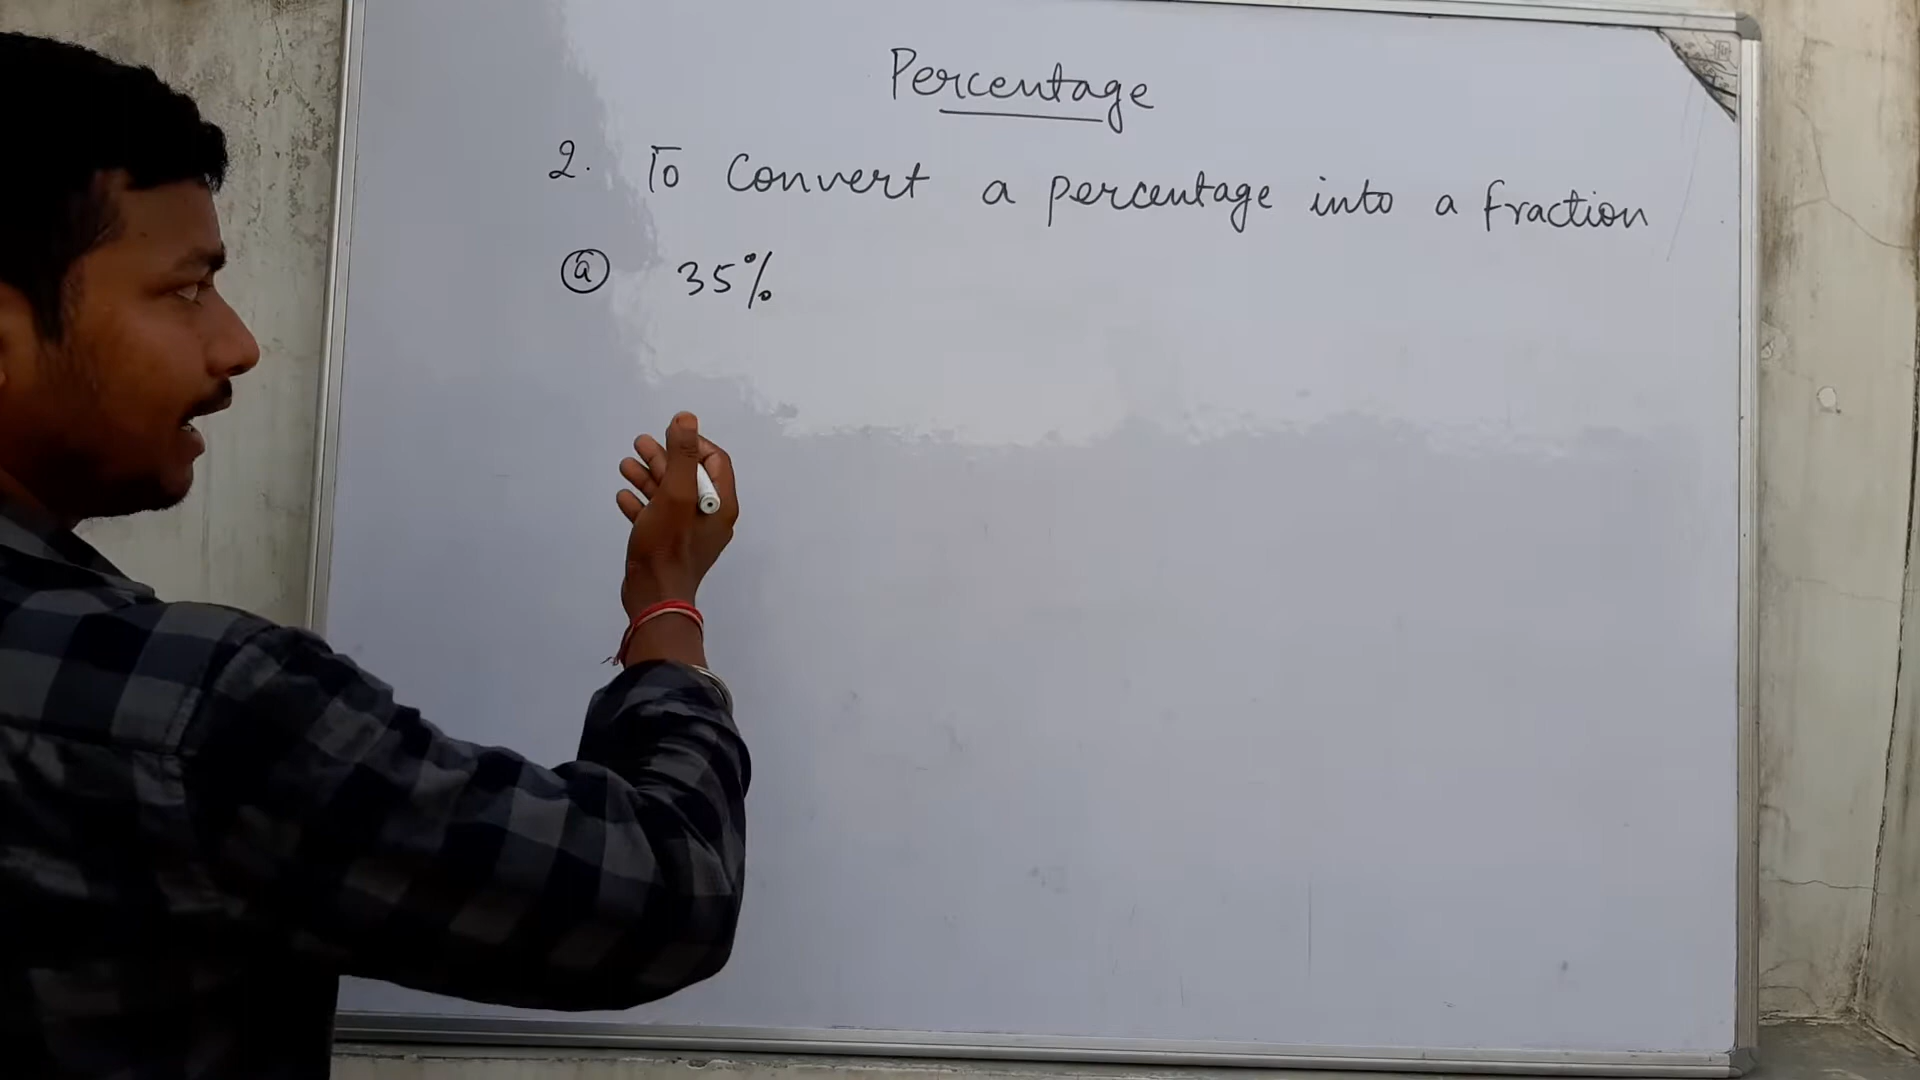 Percentage
2. To Convert a percentage into a fraction
a 35%